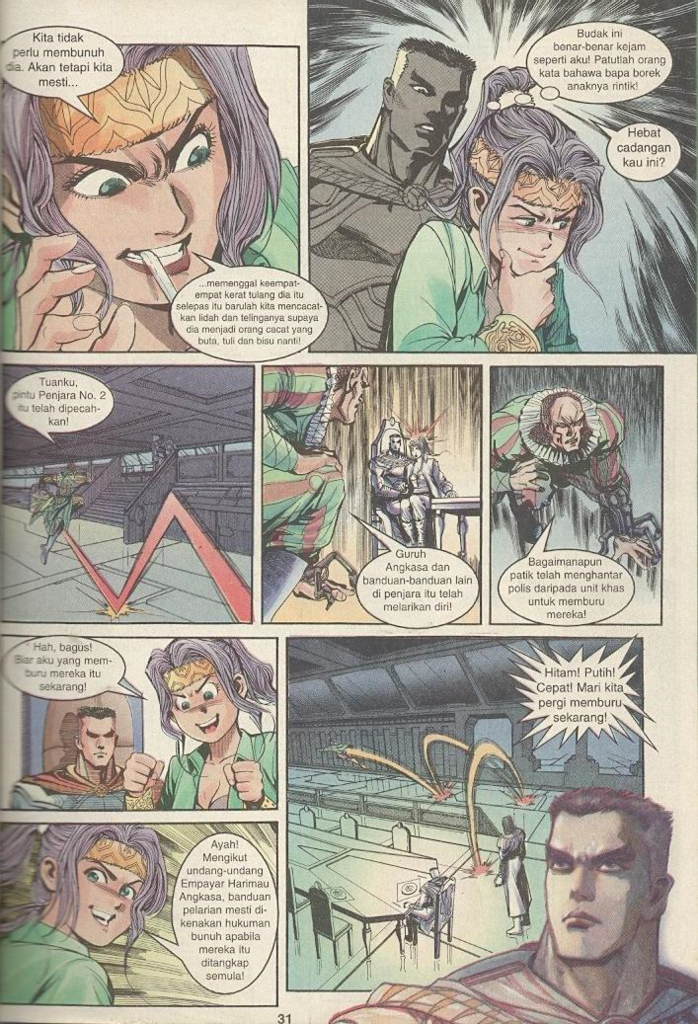 Kita tidak
perlu membunuh
dia. Akan tetapi kita
mesti...
...memenggal keempat-
empat kerat tulang dia itu
selepas itu barulah kita mencacat-
kan lidah dan telinganya supaya
dia menjadi orang cacat yang
buta, tuli dan bisu nanti!
Budak ini
benar-benar kejam
seperti aku! Patutlah orang
kata bahawa bapa borek
anaknya rintik!
Hebat
cadangan
kau ini?
Tuanku,
pintu Penjara No. 2
itu telah dipecah-
kan!
Guruh
Angkasa dan
banduan-banduan lain
di penjara itu telah
melarikan diri!
Bagaimanapun
patik telah menghantar
polis daripada unit khas
untuk memburu
mereka!
Hah, bagus!
Biar aku yang mem-
buru mereka itu
sekarang!
Ayah!
Mengikut
undang-undang
Empayar Harimau
Angkasa, banduan
pelarian mesti di-
kenakan hukuman
bunuh apabila
mereka itu
ditangkap
semula!
Hitam! Putih!
Cepat! Mari kita
pergi memburu
sekarang!
31